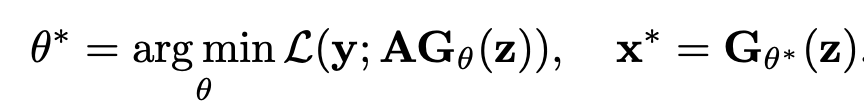 θ* = arg min_θ 𝓛(𝐲; 𝐀𝐆_θ(𝐳)),    𝐱* = 𝐆_θ*(𝐳).